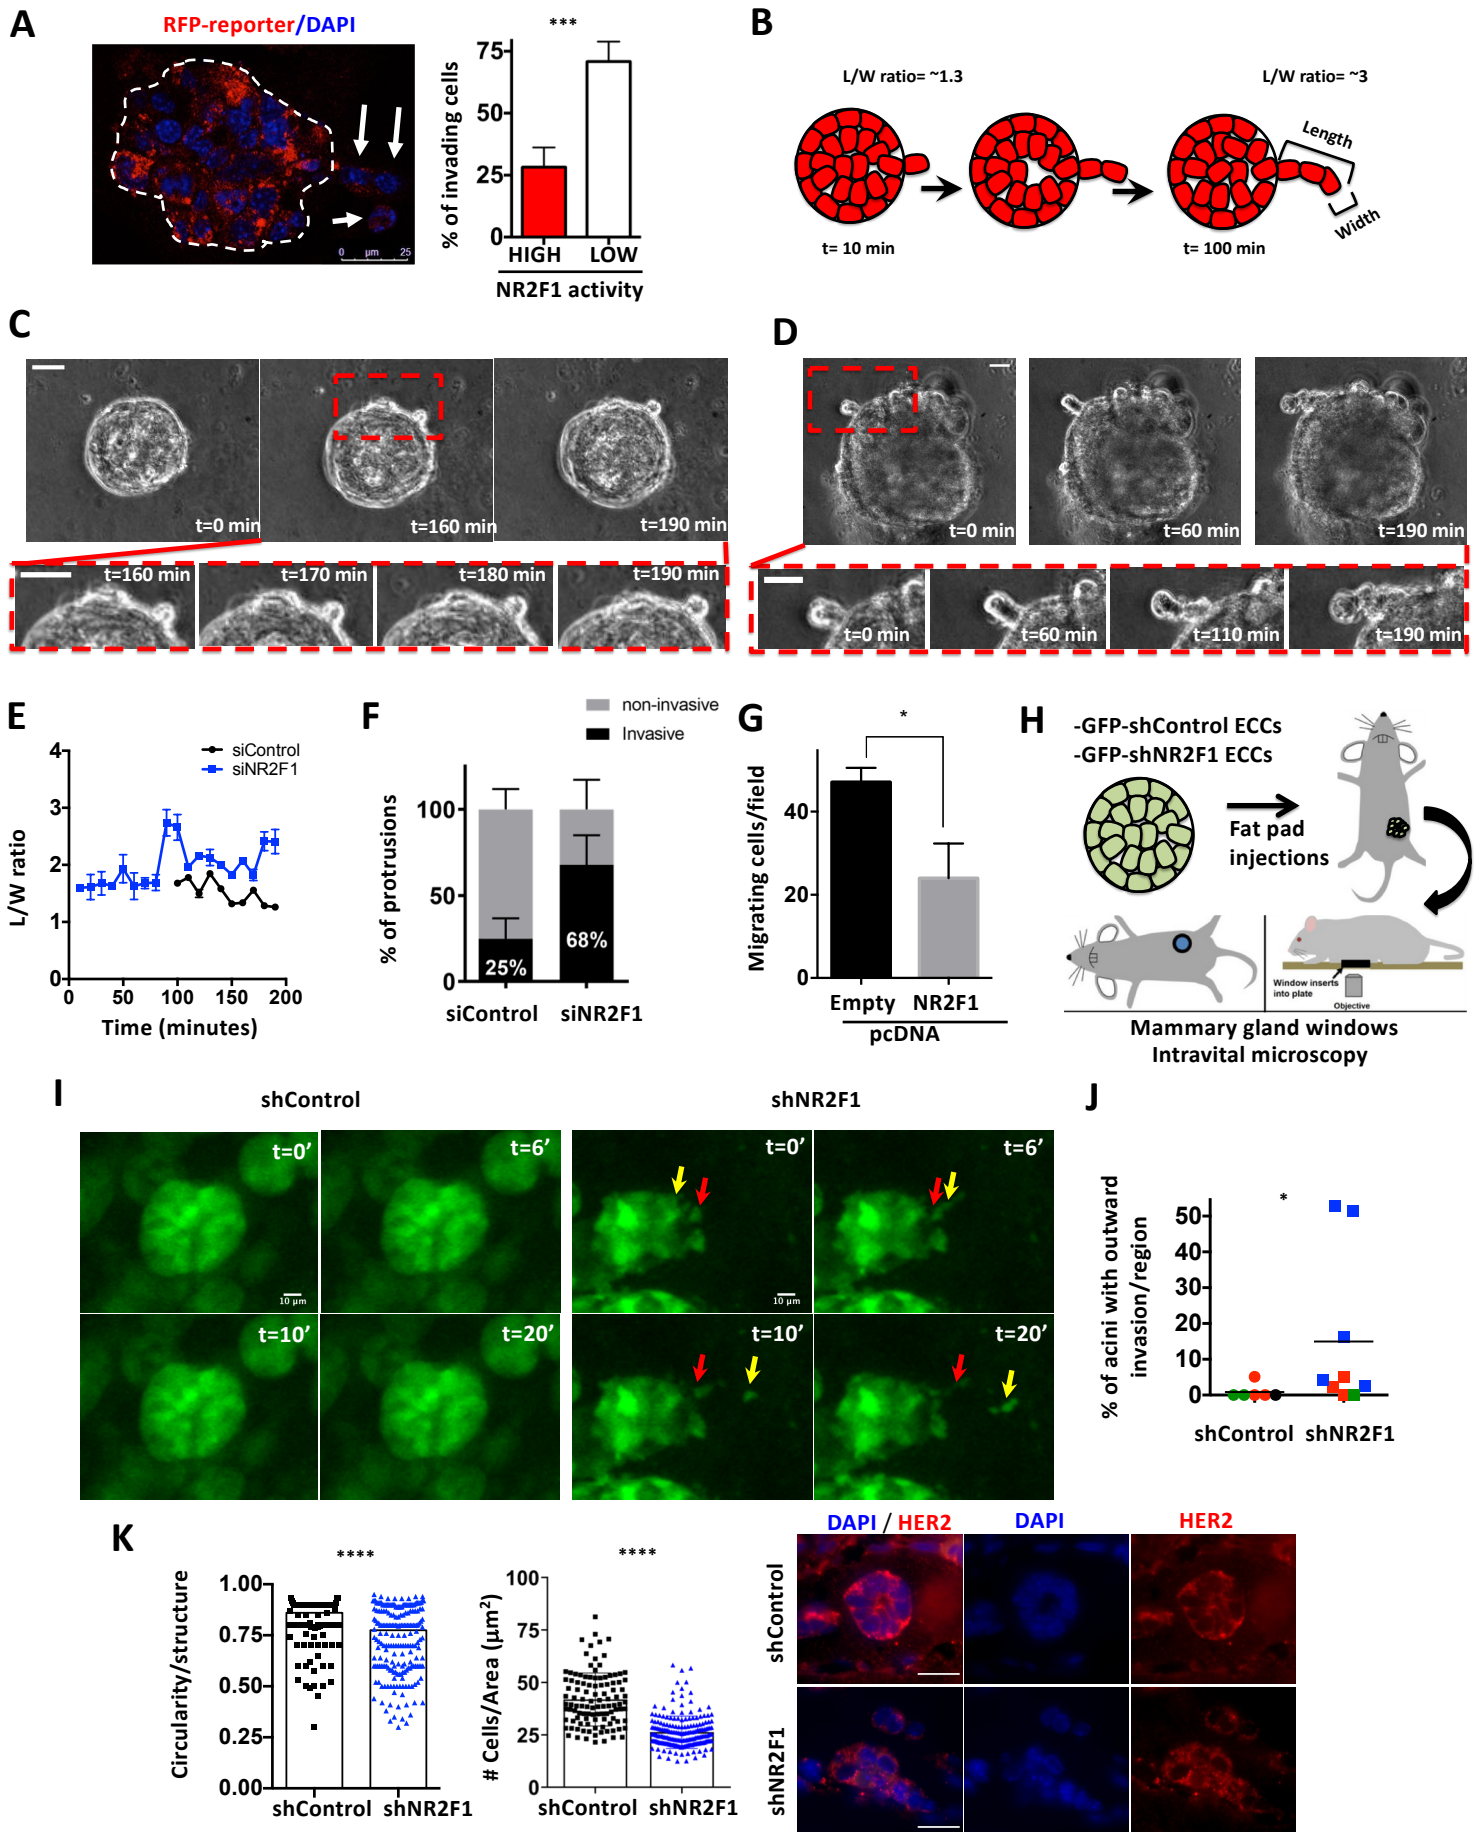 A
RFP-reporter/DAPI
0 µm 25
***
% of invading cells
75
50
25
0
HIGH LOW
NR2F1 activity
B
L/W ratio= ~1.3
L/W ratio= ~3
Length
Width
t= 10 min
t= 100 min
C
t=0 min
t=160 min
t=190 min
t=160 min
t=170 min
t=180 min
t=190 min
D
t=0 min
t=60 min
t=190 min
t=0 min
t=60 min
t=110 min
t=190 min
E
siControl
siNR2F1
L/W ratio
4
3
2
1
0
0 50 100 150 200
Time (minutes)
F
non-invasive
Invasive
% of protrusions
100
50
0
25%
68%
siControl siNR2F1
G
*
Migrating cells/field
40
20
0
Empty NR2F1
pcDNA
H
-GFP-shControl ECCs
-GFP-shNR2F1 ECCs
Fat pad
injections
Window inserts
into plate
Objective
Mammary gland windows
Intravital microscopy
I
shControl
shNR2F1
t=0’
t=6’
t=0’
t=6’
10 µm
10 µm
t=10’
t=20’
t=10’
t=20’
J
*
% of acini with outward
invasion/region
50
40
30
20
10
0
shControl shNR2F1
K
****
Circularity/structure
1.00
0.75
0.50
0.25
0.00
shControl shNR2F1
****
# Cells/Area (µm²)
100
75
50
25
0
shControl shNR2F1
DAPI / HER2
DAPI
HER2
shControl
shNR2F1